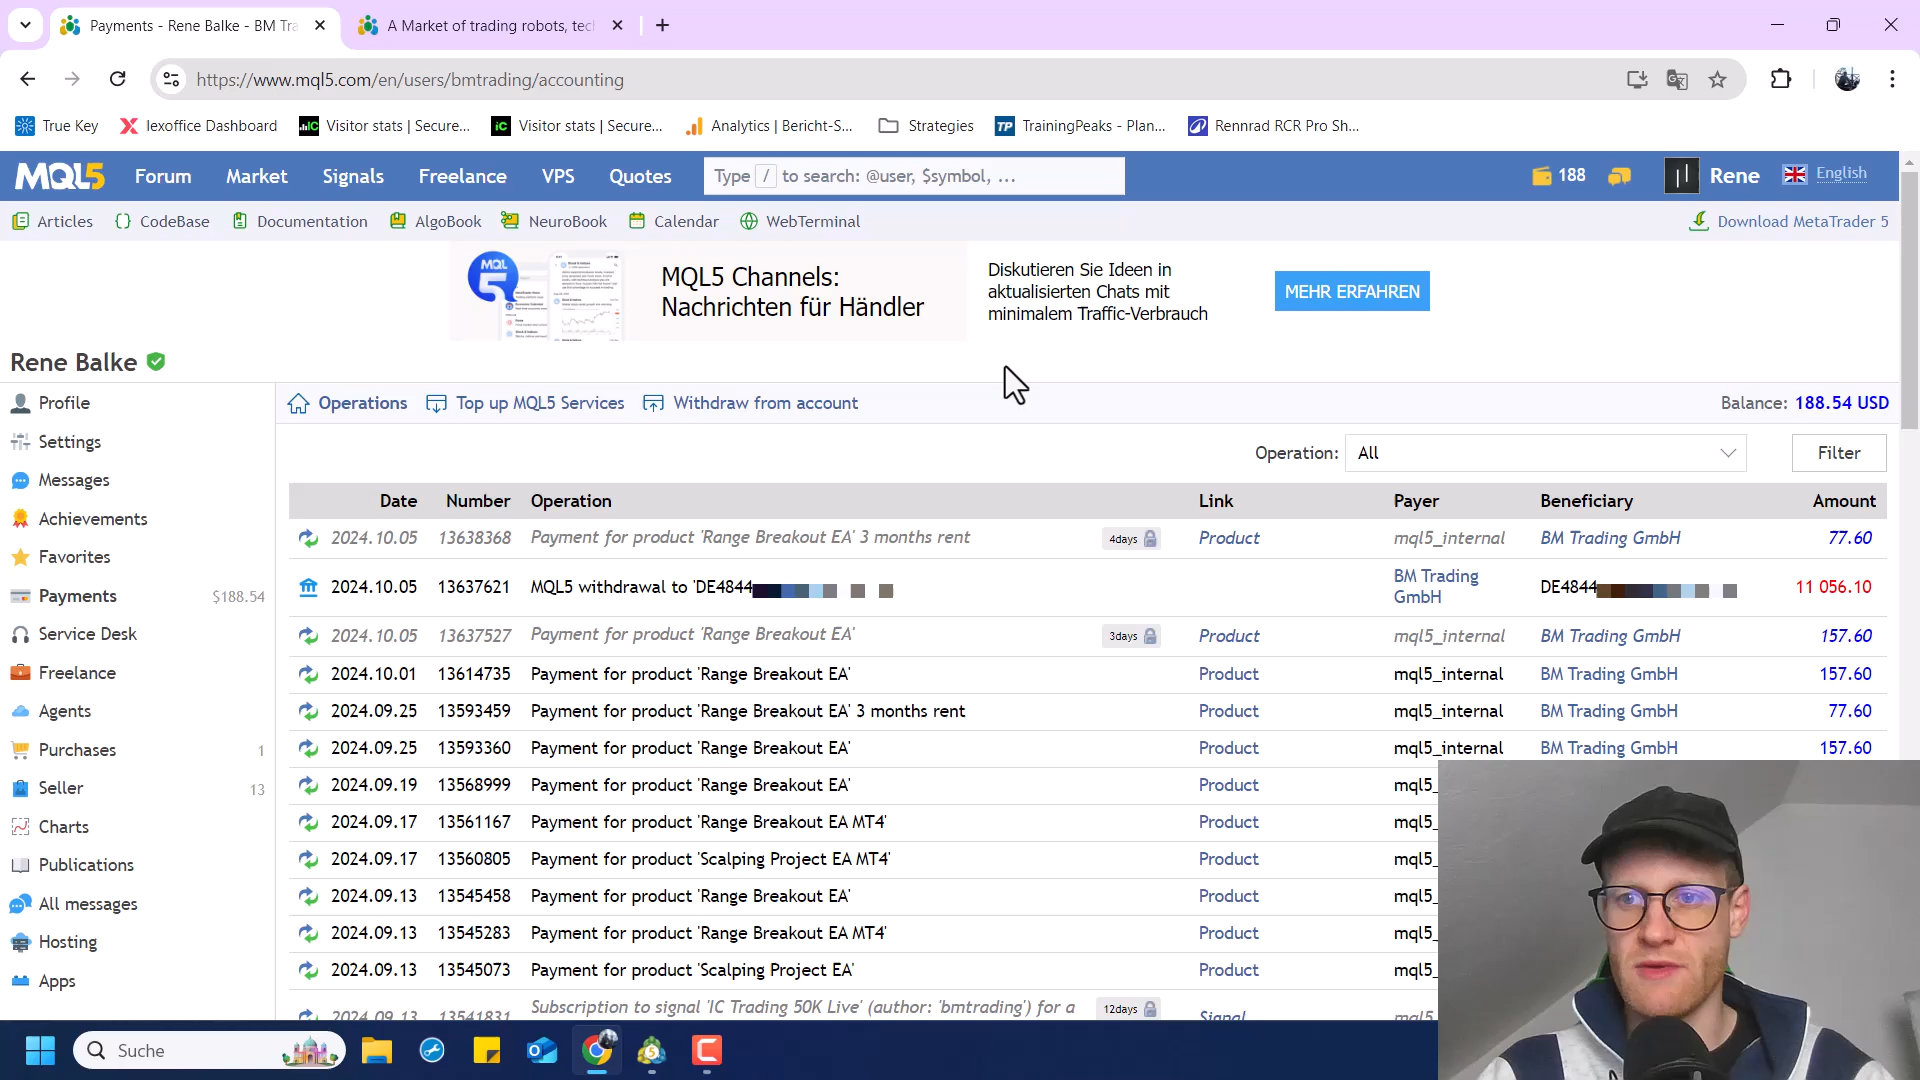 Payments - Rene Balke - BM Tra
A Market of trading robots, tec
https://www.mql5.com/en/users/bmtrading/accounting
True Key
lexoffice Dashboard
Visitor stats | Secure...
Visitor stats | Secure...
Analytics | Bericht-S...
Strategies
TrainingPeaks - Plan...
Rennrad RCR Pro Sh...
MQL5 Forum Market Signals Freelance VPS Quotes
Type / to search: @user, $symbol, ...
188
Rene
English
Articles CodeBase Documentation AlgoBook NeuroBook Calendar WebTerminal
Download MetaTrader 5
MQL5 Channels:
Nachrichten für Händler
Diskutieren Sie Ideen in
aktualisierten Chats mit
minimalem Traffic-Verbrauch
MEHR ERFAHREN
Rene Balke
Profile
Settings
Messages
Achievements
Favorites
Payments $188.54
Service Desk
Freelance
Agents
Purchases 1
Seller 13
Charts
Publications
All messages
Hosting
Apps
Operations Top up MQL5 Services Withdraw from account
Balance: 188.54 USD
Operation: All Filter
Date Number Operation Link Payer Beneficiary Amount
2024.10.05 13638368 Payment for product 'Range Breakout EA' 3 months rent 4days Product mql5_internal BM Trading GmbH 77.60
2024.10.05 13637621 MQL5 withdrawal to 'DE4844 BM Trading GmbH DE4844 11 056.10
2024.10.05 13637527 Payment for product 'Range Breakout EA' 3days Product mql5_internal BM Trading GmbH 157.60
2024.10.01 13614735 Payment for product 'Range Breakout EA' Product mql5_internal BM Trading GmbH 157.60
2024.09.25 13593459 Payment for product 'Range Breakout EA' 3 months rent Product mql5_internal BM Trading GmbH 77.60
2024.09.25 13593360 Payment for product 'Range Breakout EA' Product mql5_internal BM Trading GmbH 157.60
2024.09.19 13568999 Payment for product 'Range Breakout EA' Product mql5_
2024.09.17 13561167 Payment for product 'Range Breakout EA MT4' Product mql5_
2024.09.17 13560805 Payment for product 'Scalping Project EA MT4' Product mql5_
2024.09.13 13545458 Payment for product 'Range Breakout EA' Product mql5_
2024.09.13 13545283 Payment for product 'Range Breakout EA MT4' Product mql5_
2024.09.13 13545073 Payment for product 'Scalping Project EA' Product mql5_
2024.09.13 13541831 Subscription to signal 'IC Trading 50K Live' (author: 'bmtrading') for a 12days Signal mql5
Suche